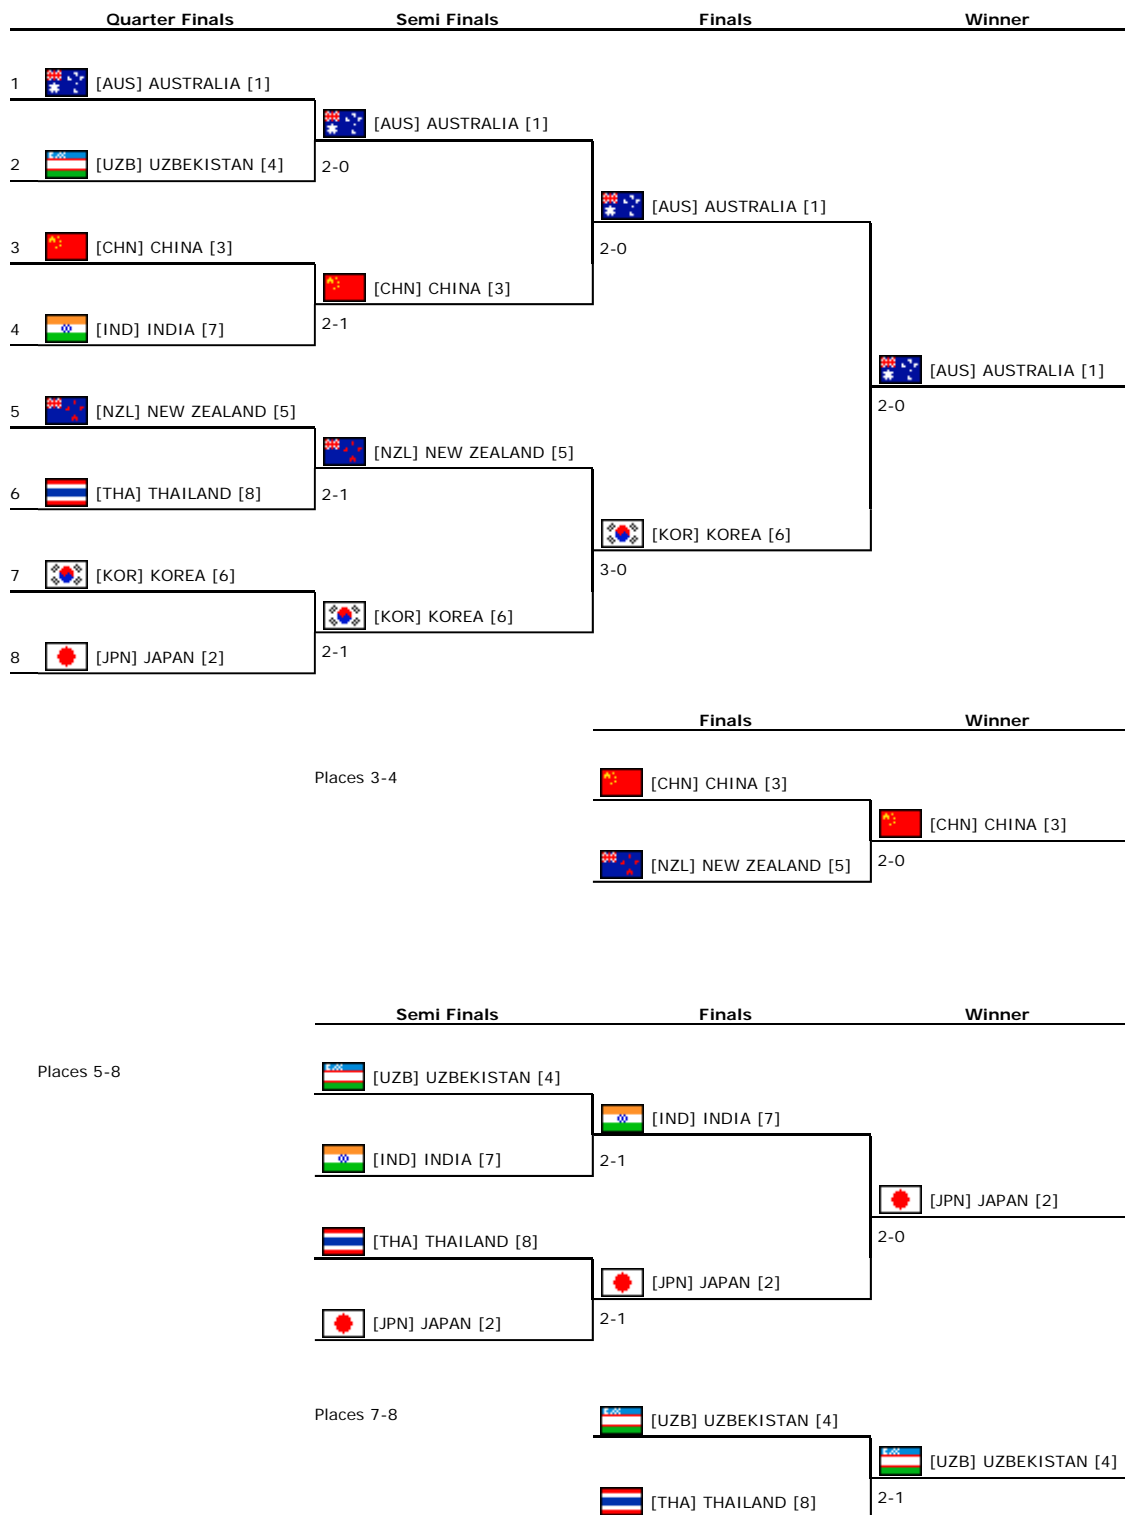 Quarter Finals Semi Finals Finals Winner
1 [AUS] AUSTRALIA [1]
[AUS] AUSTRALIA [1]
2 [UZB] UZBEKISTAN [4] 2-0
[AUS] AUSTRALIA [1]
3 [CHN] CHINA [3] 2-0
[CHN] CHINA [3]
4 [IND] INDIA [7] 2-1
[AUS] AUSTRALIA [1]
5 [NZL] NEW ZEALAND [5] 2-0
[NZL] NEW ZEALAND [5]
6 [THA] THAILAND [8] 2-1
[KOR] KOREA [6]
7 [KOR] KOREA [6] 3-0
[KOR] KOREA [6]
8 [JPN] JAPAN [2] 2-1
Finals Winner
Places 3-4 [CHN] CHINA [3]
[CHN] CHINA [3]
[NZL] NEW ZEALAND [5] 2-0
Semi Finals Finals Winner
Places 5-8 [UZB] UZBEKISTAN [4]
[IND] INDIA [7]
[IND] INDIA [7] 2-1
[JPN] JAPAN [2]
[THA] THAILAND [8] 2-0
[JPN] JAPAN [2]
[JPN] JAPAN [2] 2-1
Places 7-8 [UZB] UZBEKISTAN [4]
[UZB] UZBEKISTAN [4]
[THA] THAILAND [8] 2-1